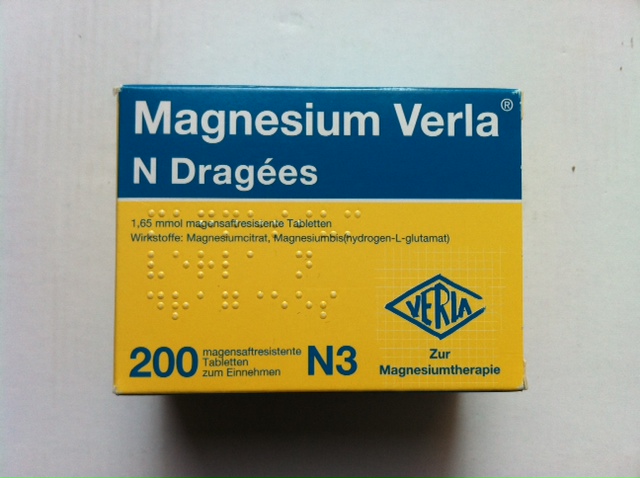 Magnesium Verla®
N Dragées
1,65 mmol magensaftresistente Tabletten
Wirkstoffe: Magnesiumcitrat, Magnesiumbis(hydrogen-L-glutamat)
VERLA
200 magensaftresistente
Tabletten
zum Einnehmen
N3
Zur
Magnesiumtherapie